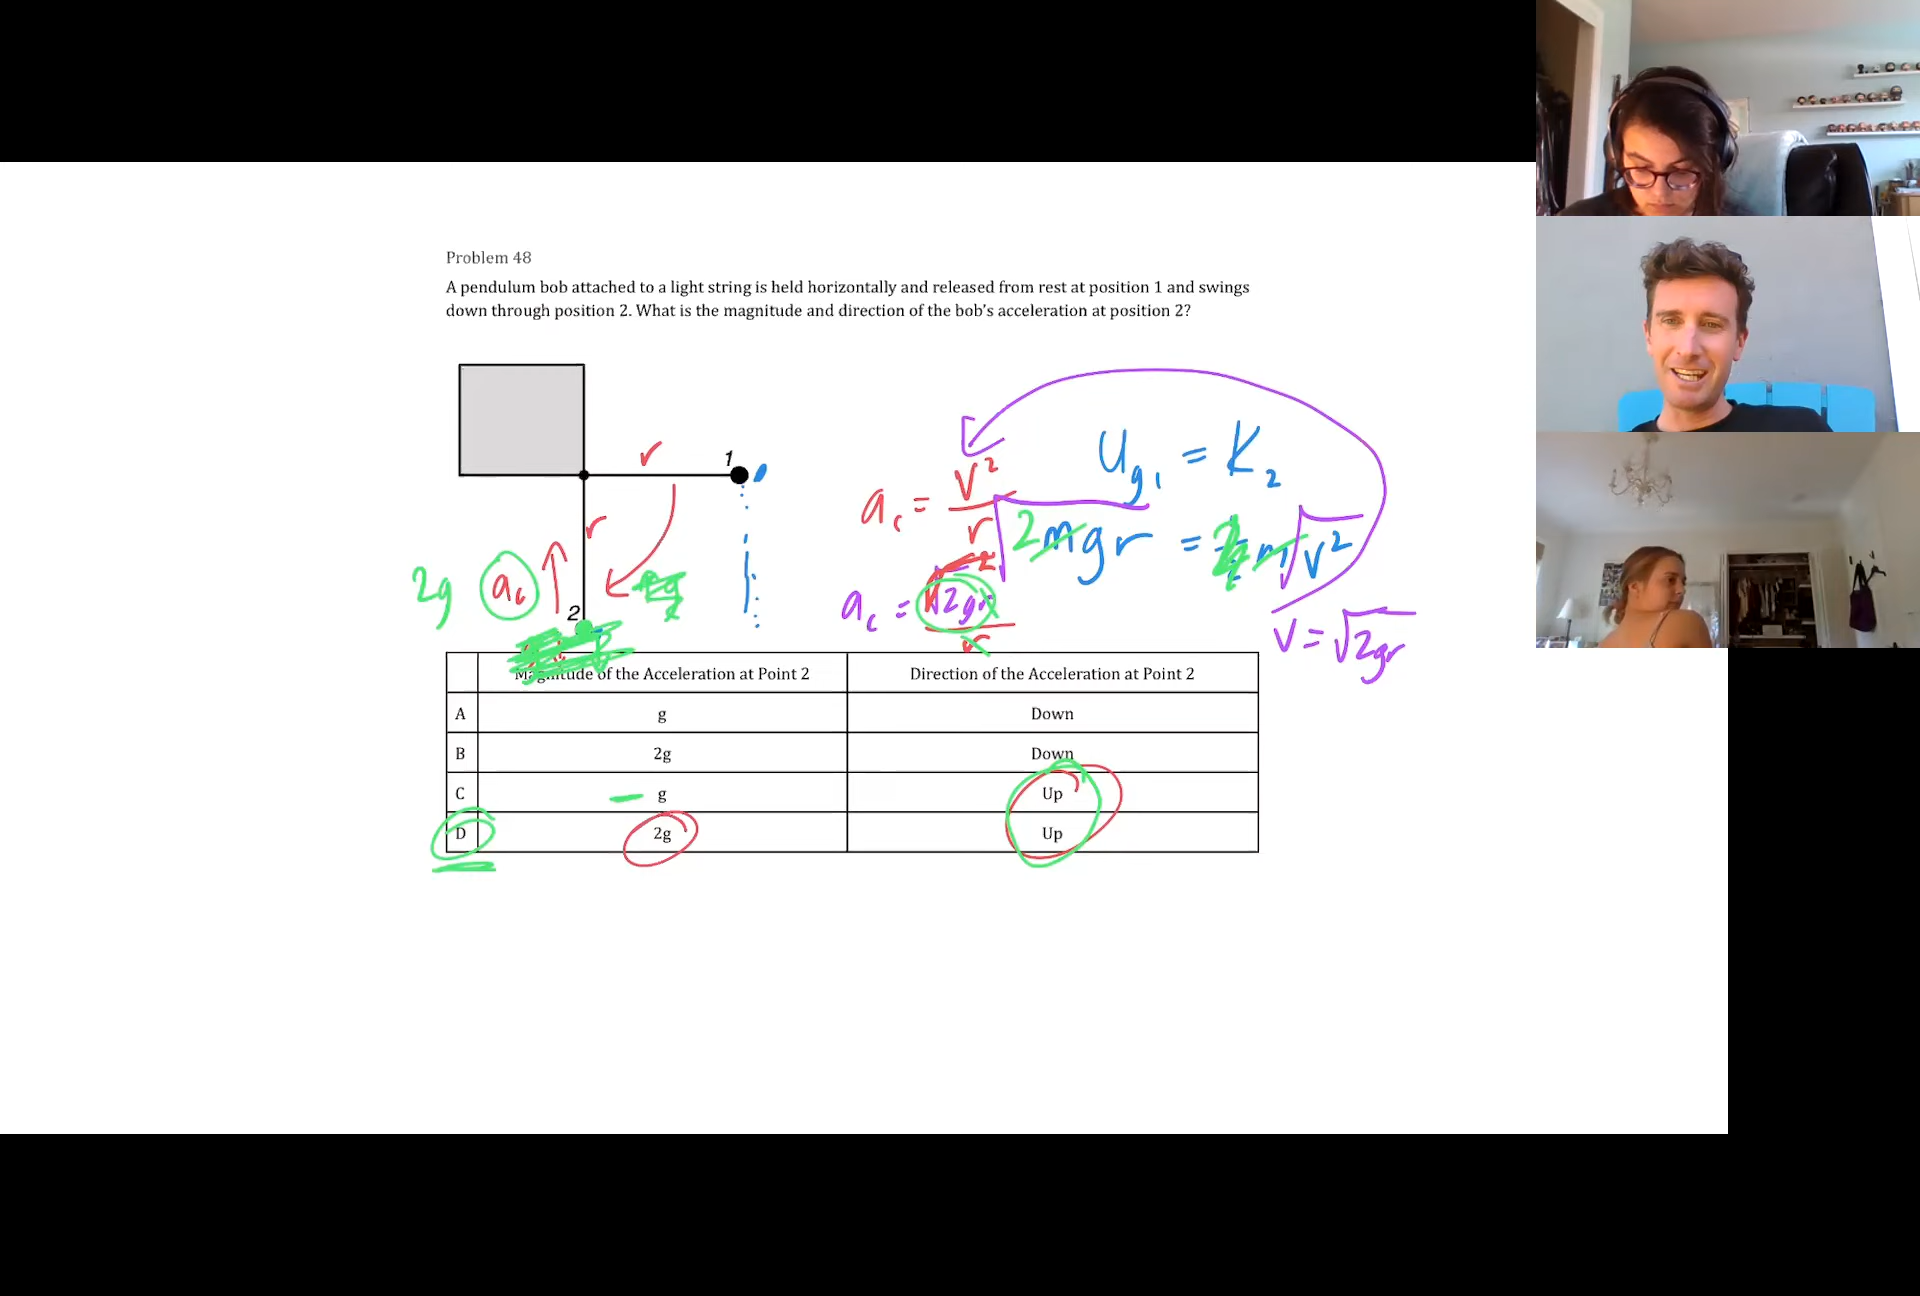 Problem 48
A pendulum bob attached to a light string is held horizontally and released from rest at position 1 and swings
down through position 2. What is the magnitude and direction of the bob's acceleration at position 2?
r
1
r
2g
a_c
2
a_c = v²/r
U_g1 = K_2
2mgr = m√v²
a_c = √2gr/r
v = √2gr
Magnitude of the Acceleration at Point 2 Direction of the Acceleration at Point 2
A g Down
B 2g Down
C g Up
D 2g Up